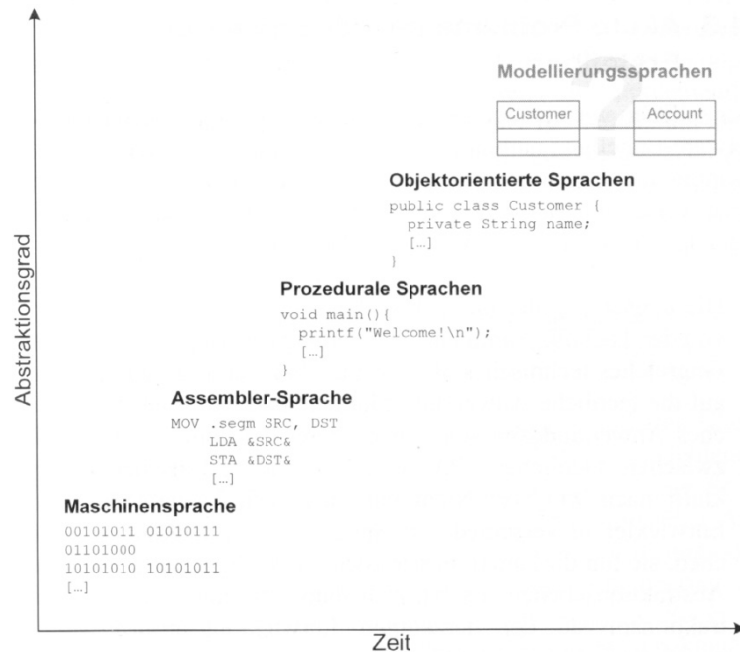 Modellierungssprachen
?
Customer Account
Objektorientierte Sprachen
public class Customer {
private String name;
[…]
}
Prozedurale Sprachen
void main(){
printf("Welcome!\n");
[…]
}
Assembler-Sprache
MOV .segm SRC, DST
LDA &SRC&
STA &DST&
[…]
Maschinensprache
00101011 01010111
01101000
10101010 10101011
[…]
Abstraktionsgrad
Zeit